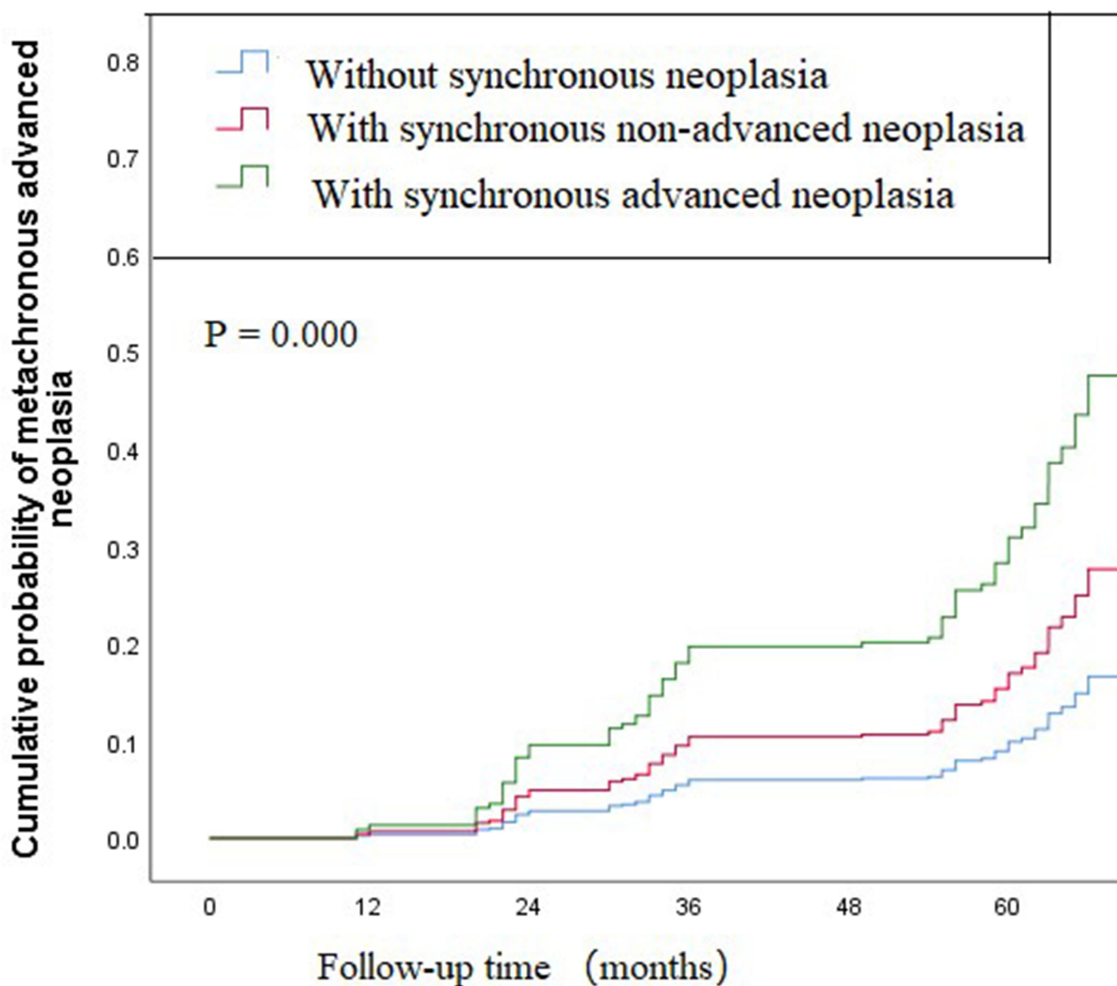 Cumulative probability of metachronous advanced
neoplasia
0.8
0.7
0.6
0.5
0.4
0.3
0.2
0.1
0.0
Without synchronous neoplasia
With synchronous non-advanced neoplasia
With synchronous advanced neoplasia
P = 0.000
0 12 24 36 48 60
Follow-up time （months）